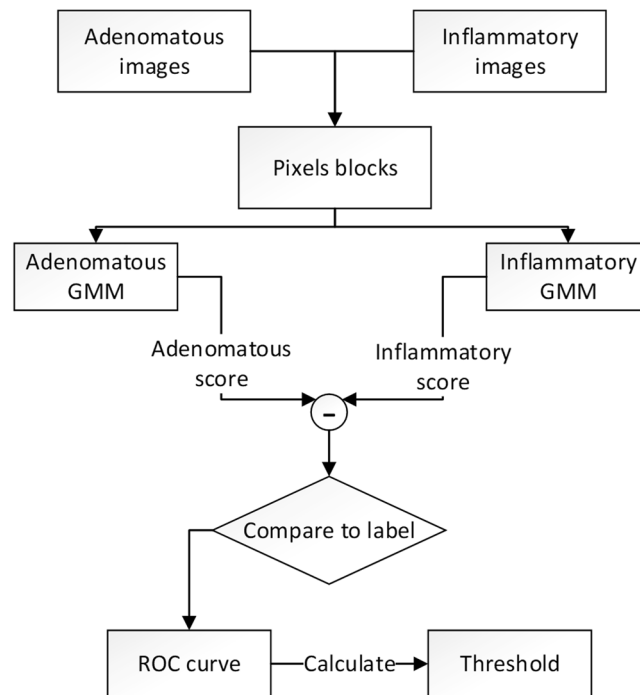 Adenomatous
images
Inflammatory
images
Pixels blocks
Adenomatous
GMM
Inflammatory
GMM
Adenomatous
score
Inflammatory
score
-
Compare to label
ROC curve
Calculate
Threshold